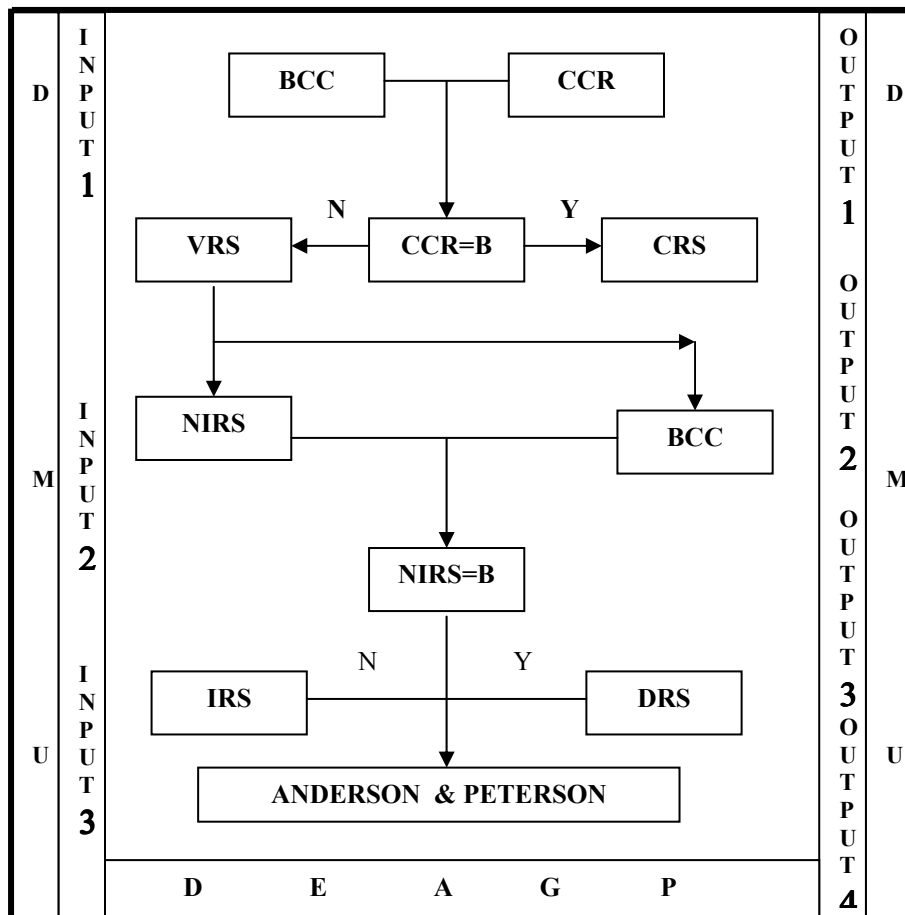 D
M
U
INPUT 1
INPUT 2
INPUT 3
BCC
CCR
N
Y
VRS
CCR=B
CRS
NIRS
BCC
NIRS=B
N
Y
IRS
DRS
ANDERSON & PETERSON
D E A G P
OUTPUT 1
OUTPUT 2
OUTPUT 3
OUTPUT 4
D
M
U